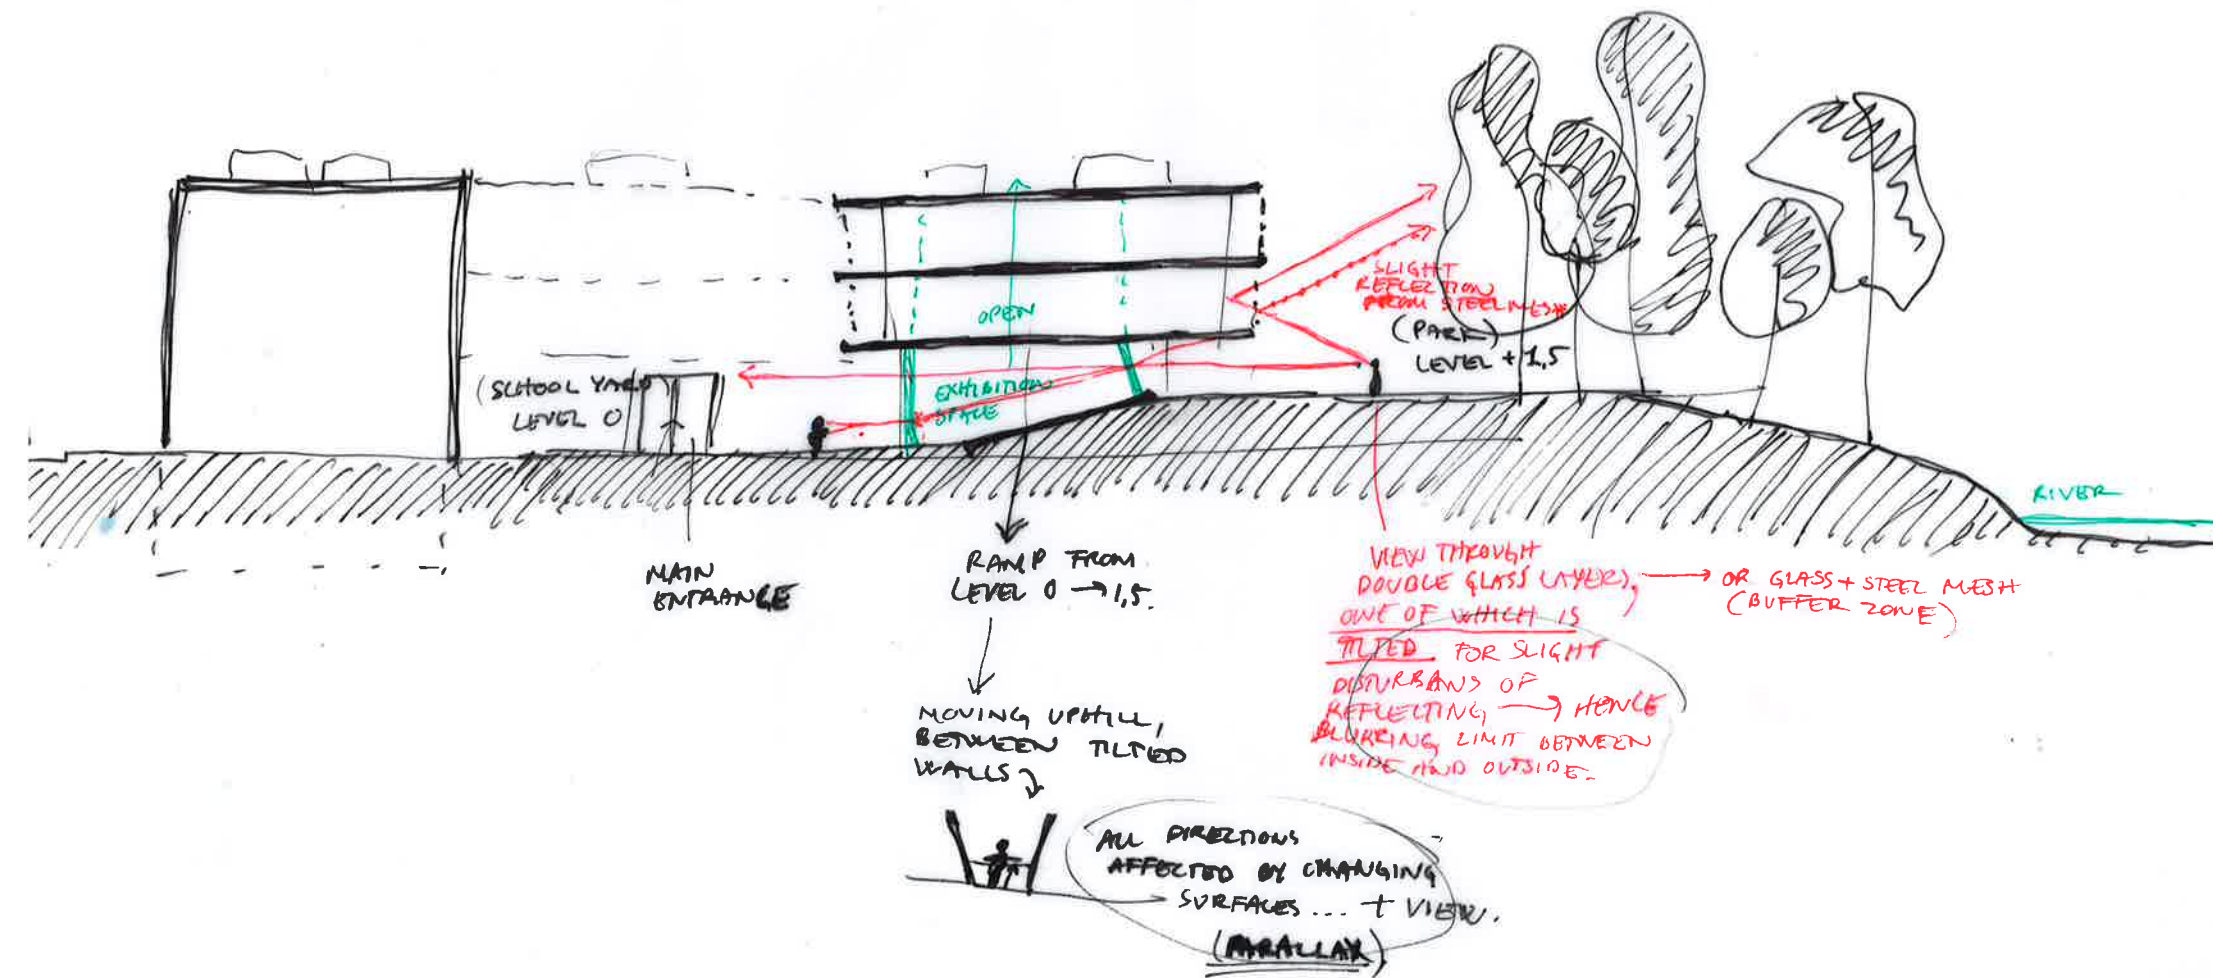 OPEN
EXHIBITION
SPACE
(SCHOOL YARD)
LEVEL 0
SLIGHT
REFLECTION
FROM STEELMESH
(PARK)
LEVEL + 1,5
RIVER
MAIN
ENTRANCE
RAMP FROM
LEVEL 0 → 1,5.
MOVING UPHILL,
BETWEEN TILTED
WALLS
ALL DIRECTIONS
AFFECTED BY CHANGING
SURFACES ... + VIEW.
(PARALLAX)
VIEW THROUGH
DOUBLE GLASS LAYERS,
ONE OF WHICH IS
TILTED FOR SLIGHT
DISTURBANS OF
REFLECTING → HENCE
BLURRING LIMIT BETWEEN
INSIDE AND OUTSIDE.
→ OR GLASS + STEEL MESH
(BUFFER ZONE)